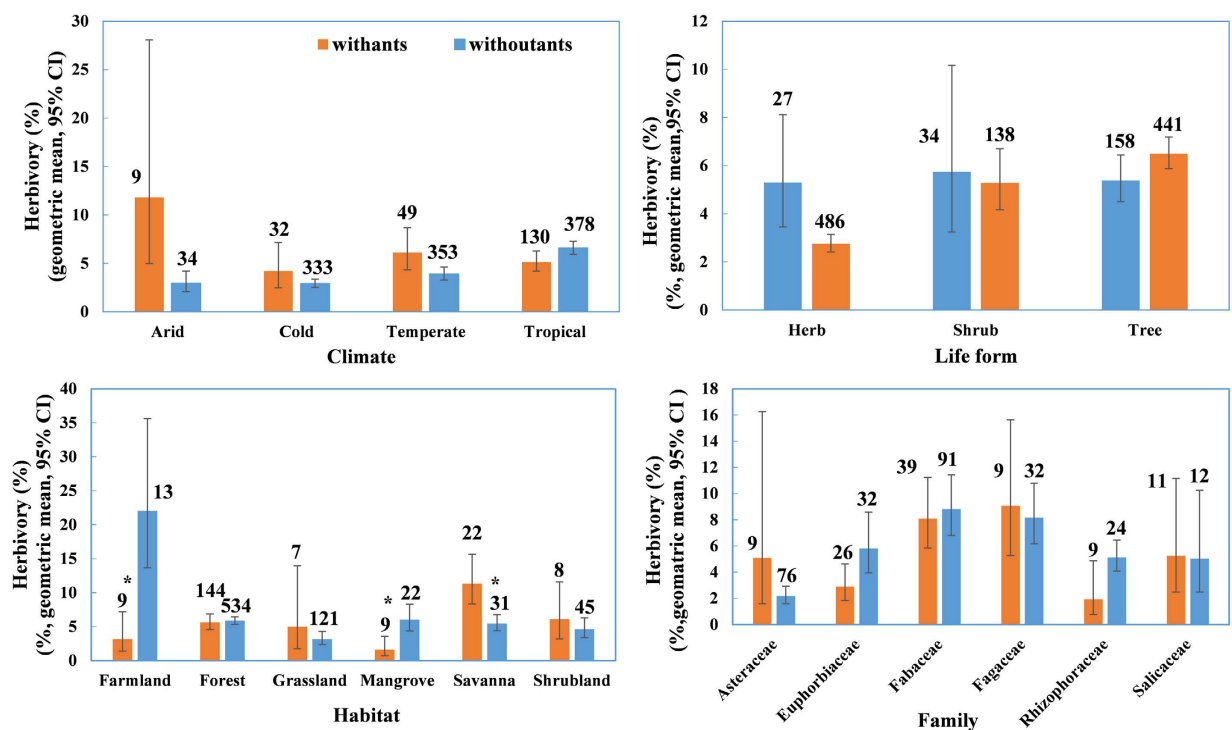 Herbivory (%)
(geometric mean, 95% CI)
30
25
20
15
10
5
0
withants
withoutants
9
34
32
333
49
353
130
378
Arid
Cold
Temperate
Tropical
Climate
Herbivory (%)
(%, geometric mean,95% CI)
12
10
8
6
4
2
0
27
486
34
138
158
441
Herb
Shrub
Tree
Life form
Herbivory (%)
(%, geometric mean, 95% CI)
40
35
30
25
20
15
10
5
0
*
9
13
144
534
7
121
*
9
22
22
*
31
8
45
Farmland
Forest
Grassland
Mangrove
Savanna
Shrubland
Habitat
Herbivory (%)
(%,geomatric mean, 95% CI )
18
16
14
12
10
8
6
4
2
0
9
76
26
32
39
91
9
32
9
24
11
12
Asteraceae
Euphorbiaceae
Fabaceae
Fagaceae
Rhizophoraceae
Salicaceae
Family